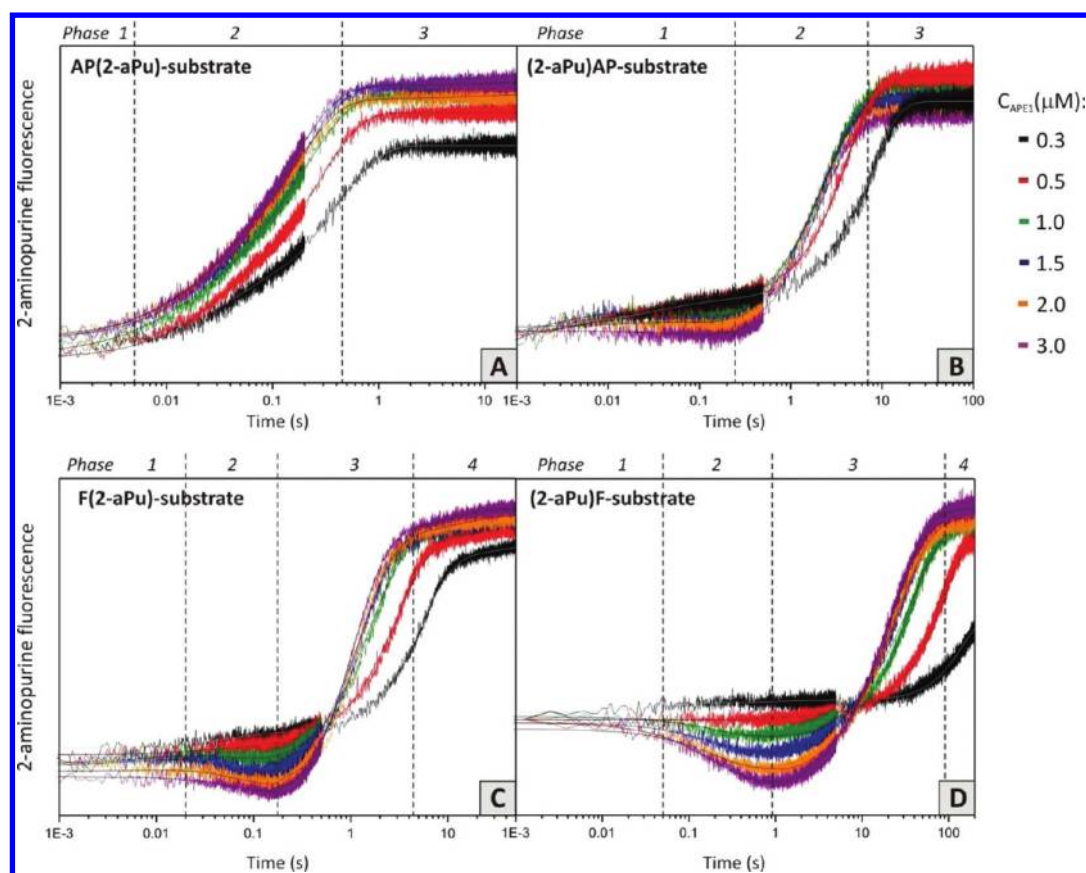 Phase 1 2 3 Phase 1 2 3
AP(2-aPu)-substrate (2-aPu)AP-substrate
C_APE1(μM):
0.3
0.5
1.0
1.5
2.0
3.0
2-aminopurine fluorescence
A B
1E-3 0.01 0.1 1 10 1E-3 0.01 0.1 1 10 100
Time (s) Time (s)
Phase 1 2 3 4 Phase 1 2 3 4
F(2-aPu)-substrate (2-aPu)F-substrate
2-aminopurine fluorescence
C D
1E-3 0.01 0.1 1 10 1E-3 0.01 0.1 1 10 100
Time (s) Time (s)